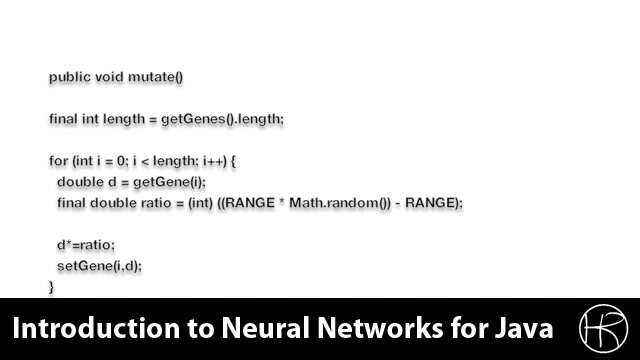 public void mutate()
final int length = getGenes().length;
for (int i = 0; i < length; i++) {
double d = getGene(i);
final double ratio = (int) ((RANGE * Math.random()) - RANGE);
d*=ratio;
setGene(i,d);
}
Introduction to Neural Networks for Java